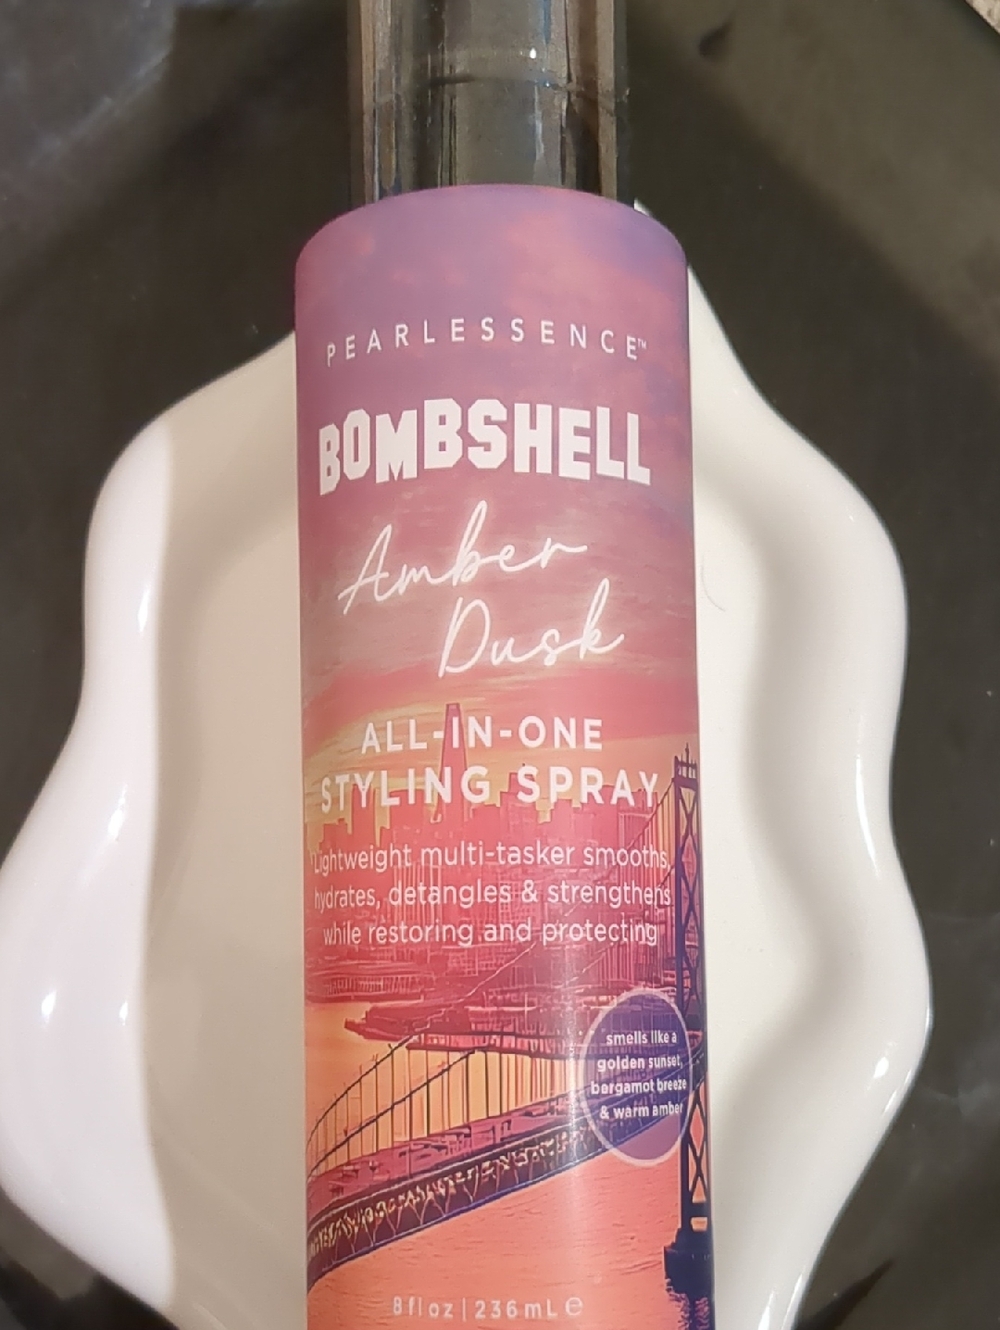 PEARLESSENCE™
BOMBSHELL
Amber
Dusk
ALL-IN-ONE
STYLING SPRAY
Lightweight multi-tasker smooths,
hydrates, detangles & strengthens
while restoring and protecting
smells like a
golden sunset,
bergamot breeze
& warm amber
8 fl oz | 236 mL ℮